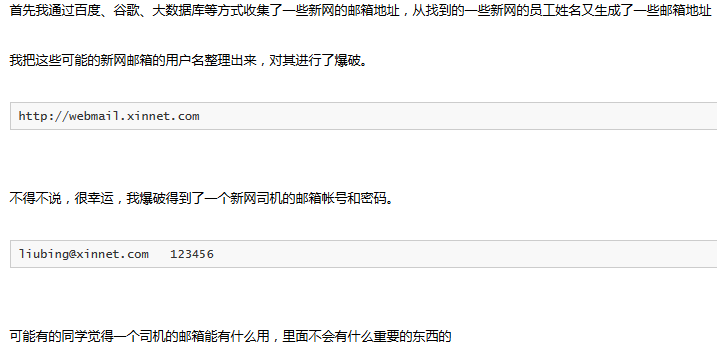 首先我通过百度、谷歌、大数据库等方式收集了一些新网的邮箱地址，从找到的一些新网的员工姓名又生成了一些邮箱地址
我把这些可能的新网邮箱的用户名整理出来，对其进行了爆破。
http://webmail.xinnet.com
不得不说，很幸运，我爆破得到了一个新网司机的邮箱帐号和密码。
liubing@xinnet.com 123456
可能有的同学觉得一个司机的邮箱能有什么用，里面不会有什么重要的东西的